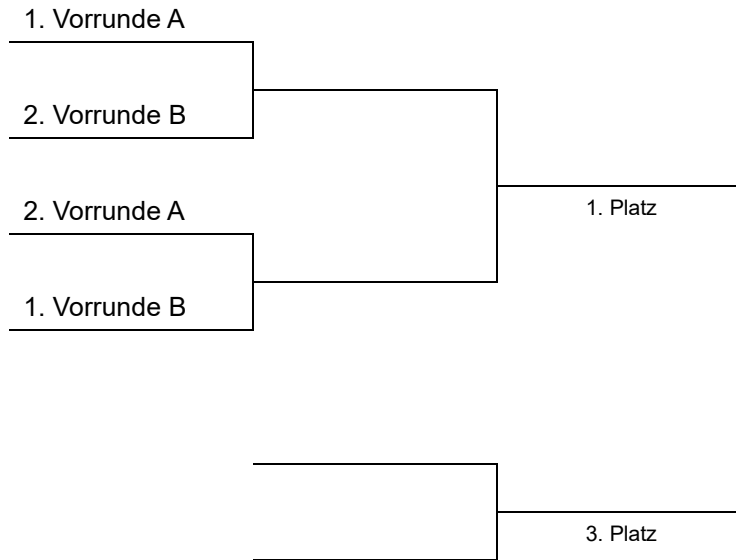 1. Vorrunde A
2. Vorrunde B
2. Vorrunde A
1. Platz
1. Vorrunde B
3. Platz